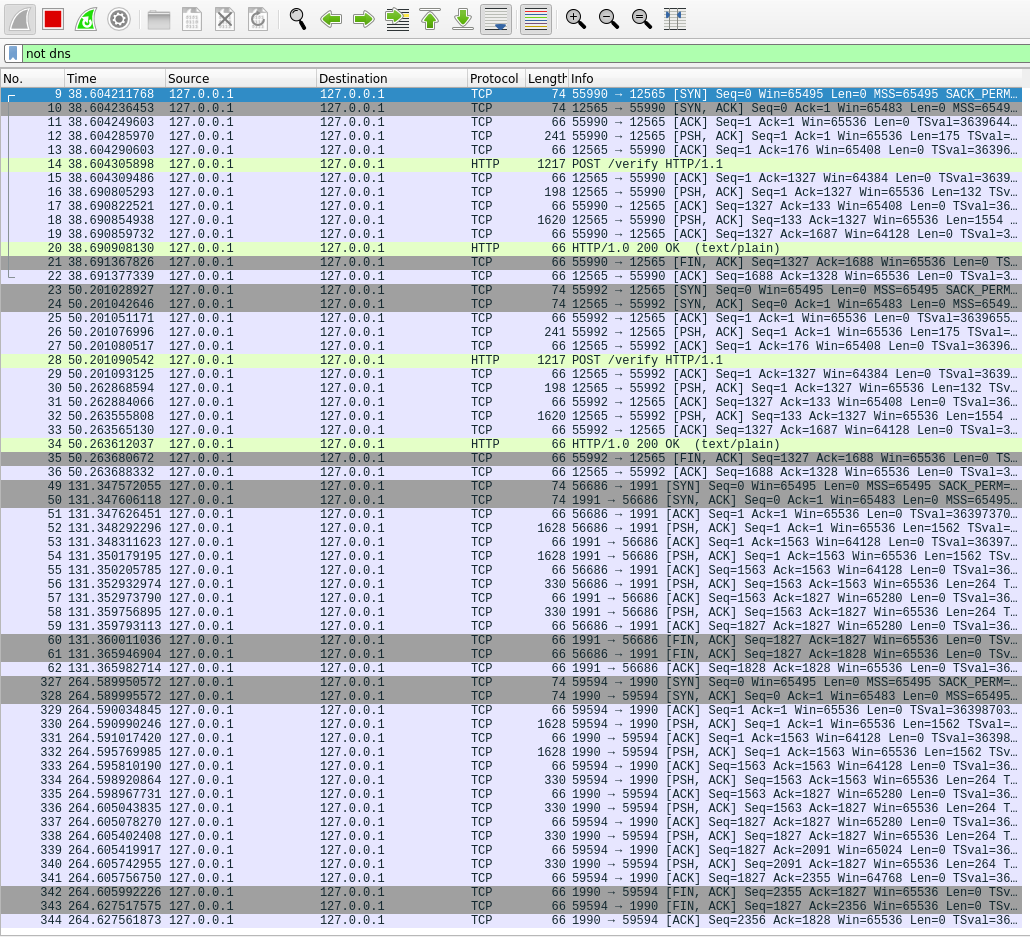 not dns
No. Time Source Destination Protocol Length Info
9 38.604211768 127.0.0.1 127.0.0.1 TCP 74 55990 → 12565 [SYN] Seq=0 Win=65495 Len=0 MSS=65495 SACK_PERM…
10 38.604236453 127.0.0.1 127.0.0.1 TCP 74 12565 → 55990 [SYN, ACK] Seq=0 Ack=1 Win=65483 Len=0 MSS=6549…
11 38.604249603 127.0.0.1 127.0.0.1 TCP 66 55990 → 12565 [ACK] Seq=1 Ack=1 Win=65536 Len=0 TSval=3639644…
12 38.604285970 127.0.0.1 127.0.0.1 TCP 241 55990 → 12565 [PSH, ACK] Seq=1 Ack=1 Win=65536 Len=175 TSval=…
13 38.604290603 127.0.0.1 127.0.0.1 TCP 66 12565 → 55990 [ACK] Seq=1 Ack=176 Win=65408 Len=0 TSval=36396…
14 38.604305898 127.0.0.1 127.0.0.1 HTTP 1217 POST /verify HTTP/1.1
15 38.604309486 127.0.0.1 127.0.0.1 TCP 66 12565 → 55990 [ACK] Seq=1 Ack=1327 Win=64384 Len=0 TSval=3639…
16 38.690805293 127.0.0.1 127.0.0.1 TCP 198 12565 → 55990 [PSH, ACK] Seq=1 Ack=1327 Win=65536 Len=132 TSv…
17 38.690822521 127.0.0.1 127.0.0.1 TCP 66 55990 → 12565 [ACK] Seq=1327 Ack=133 Win=65408 Len=0 TSval=36…
18 38.690854938 127.0.0.1 127.0.0.1 TCP 1620 12565 → 55990 [PSH, ACK] Seq=133 Ack=1327 Win=65536 Len=1554 …
19 38.690859732 127.0.0.1 127.0.0.1 TCP 66 55990 → 12565 [ACK] Seq=1327 Ack=1687 Win=64128 Len=0 TSval=3…
20 38.690908130 127.0.0.1 127.0.0.1 HTTP 66 HTTP/1.0 200 OK (text/plain)
21 38.691367826 127.0.0.1 127.0.0.1 TCP 66 55990 → 12565 [FIN, ACK] Seq=1327 Ack=1688 Win=65536 Len=0 TS…
22 38.691377339 127.0.0.1 127.0.0.1 TCP 66 12565 → 55990 [ACK] Seq=1688 Ack=1328 Win=65536 Len=0 TSval=3…
23 50.201028927 127.0.0.1 127.0.0.1 TCP 74 55992 → 12565 [SYN] Seq=0 Win=65495 Len=0 MSS=65495 SACK_PERM…
24 50.201042646 127.0.0.1 127.0.0.1 TCP 74 12565 → 55992 [SYN, ACK] Seq=0 Ack=1 Win=65483 Len=0 MSS=6549…
25 50.201051171 127.0.0.1 127.0.0.1 TCP 66 55992 → 12565 [ACK] Seq=1 Ack=1 Win=65536 Len=0 TSval=3639655…
26 50.201076996 127.0.0.1 127.0.0.1 TCP 241 55992 → 12565 [PSH, ACK] Seq=1 Ack=1 Win=65536 Len=175 TSval=…
27 50.201080517 127.0.0.1 127.0.0.1 TCP 66 12565 → 55992 [ACK] Seq=1 Ack=176 Win=65408 Len=0 TSval=36396…
28 50.201090542 127.0.0.1 127.0.0.1 HTTP 1217 POST /verify HTTP/1.1
29 50.201093125 127.0.0.1 127.0.0.1 TCP 66 12565 → 55992 [ACK] Seq=1 Ack=1327 Win=64384 Len=0 TSval=3639…
30 50.262868594 127.0.0.1 127.0.0.1 TCP 198 12565 → 55992 [PSH, ACK] Seq=1 Ack=1327 Win=65536 Len=132 TSv…
31 50.262884066 127.0.0.1 127.0.0.1 TCP 66 55992 → 12565 [ACK] Seq=1327 Ack=133 Win=65408 Len=0 TSval=36…
32 50.263555808 127.0.0.1 127.0.0.1 TCP 1620 12565 → 55992 [PSH, ACK] Seq=133 Ack=1327 Win=65536 Len=1554 …
33 50.263565130 127.0.0.1 127.0.0.1 TCP 66 55992 → 12565 [ACK] Seq=1327 Ack=1687 Win=64128 Len=0 TSval=3…
34 50.263612037 127.0.0.1 127.0.0.1 HTTP 66 HTTP/1.0 200 OK (text/plain)
35 50.263680672 127.0.0.1 127.0.0.1 TCP 66 55992 → 12565 [FIN, ACK] Seq=1327 Ack=1688 Win=65536 Len=0 TS…
36 50.263688332 127.0.0.1 127.0.0.1 TCP 66 12565 → 55992 [ACK] Seq=1688 Ack=1328 Win=65536 Len=0 TSval=3…
49 131.347572055 127.0.0.1 127.0.0.1 TCP 74 56686 → 1991 [SYN] Seq=0 Win=65495 Len=0 MSS=65495 SACK_PERM=…
50 131.347606118 127.0.0.1 127.0.0.1 TCP 74 1991 → 56686 [SYN, ACK] Seq=0 Ack=1 Win=65483 Len=0 MSS=65495…
51 131.347626451 127.0.0.1 127.0.0.1 TCP 66 56686 → 1991 [ACK] Seq=1 Ack=1 Win=65536 Len=0 TSval=36397370…
52 131.348292296 127.0.0.1 127.0.0.1 TCP 1628 56686 → 1991 [PSH, ACK] Seq=1 Ack=1 Win=65536 Len=1562 TSval=…
53 131.348311623 127.0.0.1 127.0.0.1 TCP 66 1991 → 56686 [ACK] Seq=1 Ack=1563 Win=64128 Len=0 TSval=36397…
54 131.350179195 127.0.0.1 127.0.0.1 TCP 1628 1991 → 56686 [PSH, ACK] Seq=1 Ack=1563 Win=65536 Len=1562 TSv…
55 131.350205785 127.0.0.1 127.0.0.1 TCP 66 56686 → 1991 [ACK] Seq=1563 Ack=1563 Win=64128 Len=0 TSval=36…
56 131.352932974 127.0.0.1 127.0.0.1 TCP 330 56686 → 1991 [PSH, ACK] Seq=1563 Ack=1563 Win=65536 Len=264 T…
57 131.352973790 127.0.0.1 127.0.0.1 TCP 66 1991 → 56686 [ACK] Seq=1563 Ack=1827 Win=65280 Len=0 TSval=36…
58 131.359756895 127.0.0.1 127.0.0.1 TCP 330 1991 → 56686 [PSH, ACK] Seq=1563 Ack=1827 Win=65536 Len=264 T…
59 131.359793113 127.0.0.1 127.0.0.1 TCP 66 56686 → 1991 [ACK] Seq=1827 Ack=1827 Win=65280 Len=0 TSval=36…
60 131.360011036 127.0.0.1 127.0.0.1 TCP 66 1991 → 56686 [FIN, ACK] Seq=1827 Ack=1827 Win=65536 Len=0 TSv…
61 131.365946904 127.0.0.1 127.0.0.1 TCP 66 56686 → 1991 [FIN, ACK] Seq=1827 Ack=1828 Win=65536 Len=0 TSv…
62 131.365982714 127.0.0.1 127.0.0.1 TCP 66 1991 → 56686 [ACK] Seq=1828 Ack=1828 Win=65536 Len=0 TSval=36…
327 264.589950572 127.0.0.1 127.0.0.1 TCP 74 59594 → 1990 [SYN] Seq=0 Win=65495 Len=0 MSS=65495 SACK_PERM=…
328 264.589995572 127.0.0.1 127.0.0.1 TCP 74 1990 → 59594 [SYN, ACK] Seq=0 Ack=1 Win=65483 Len=0 MSS=65495…
329 264.590034845 127.0.0.1 127.0.0.1 TCP 66 59594 → 1990 [ACK] Seq=1 Ack=1 Win=65536 Len=0 TSval=36398703…
330 264.590990246 127.0.0.1 127.0.0.1 TCP 1628 59594 → 1990 [PSH, ACK] Seq=1 Ack=1 Win=65536 Len=1562 TSval=…
331 264.591017420 127.0.0.1 127.0.0.1 TCP 66 1990 → 59594 [ACK] Seq=1 Ack=1563 Win=64128 Len=0 TSval=36398…
332 264.595769985 127.0.0.1 127.0.0.1 TCP 1628 1990 → 59594 [PSH, ACK] Seq=1 Ack=1563 Win=65536 Len=1562 TSv…
333 264.595810190 127.0.0.1 127.0.0.1 TCP 66 59594 → 1990 [ACK] Seq=1563 Ack=1563 Win=64128 Len=0 TSval=36…
334 264.598920864 127.0.0.1 127.0.0.1 TCP 330 59594 → 1990 [PSH, ACK] Seq=1563 Ack=1563 Win=65536 Len=264 T…
335 264.598967731 127.0.0.1 127.0.0.1 TCP 66 1990 → 59594 [ACK] Seq=1563 Ack=1827 Win=65280 Len=0 TSval=36…
336 264.605043835 127.0.0.1 127.0.0.1 TCP 330 1990 → 59594 [PSH, ACK] Seq=1563 Ack=1827 Win=65536 Len=264 T…
337 264.605078270 127.0.0.1 127.0.0.1 TCP 66 59594 → 1990 [ACK] Seq=1827 Ack=1827 Win=65280 Len=0 TSval=36…
338 264.605402408 127.0.0.1 127.0.0.1 TCP 330 1990 → 59594 [PSH, ACK] Seq=1827 Ack=1827 Win=65536 Len=264 T…
339 264.605419917 127.0.0.1 127.0.0.1 TCP 66 59594 → 1990 [ACK] Seq=1827 Ack=2091 Win=65024 Len=0 TSval=36…
340 264.605742955 127.0.0.1 127.0.0.1 TCP 330 1990 → 59594 [PSH, ACK] Seq=2091 Ack=1827 Win=65536 Len=264 T…
341 264.605756750 127.0.0.1 127.0.0.1 TCP 66 59594 → 1990 [ACK] Seq=1827 Ack=2355 Win=64768 Len=0 TSval=36…
342 264.605992226 127.0.0.1 127.0.0.1 TCP 66 1990 → 59594 [FIN, ACK] Seq=2355 Ack=1827 Win=65536 Len=0 TSv…
343 264.627517575 127.0.0.1 127.0.0.1 TCP 66 59594 → 1990 [FIN, ACK] Seq=1827 Ack=2356 Win=65536 Len=0 TSv…
344 264.627561873 127.0.0.1 127.0.0.1 TCP 66 1990 → 59594 [ACK] Seq=2356 Ack=1828 Win=65536 Len=0 TSval=36…